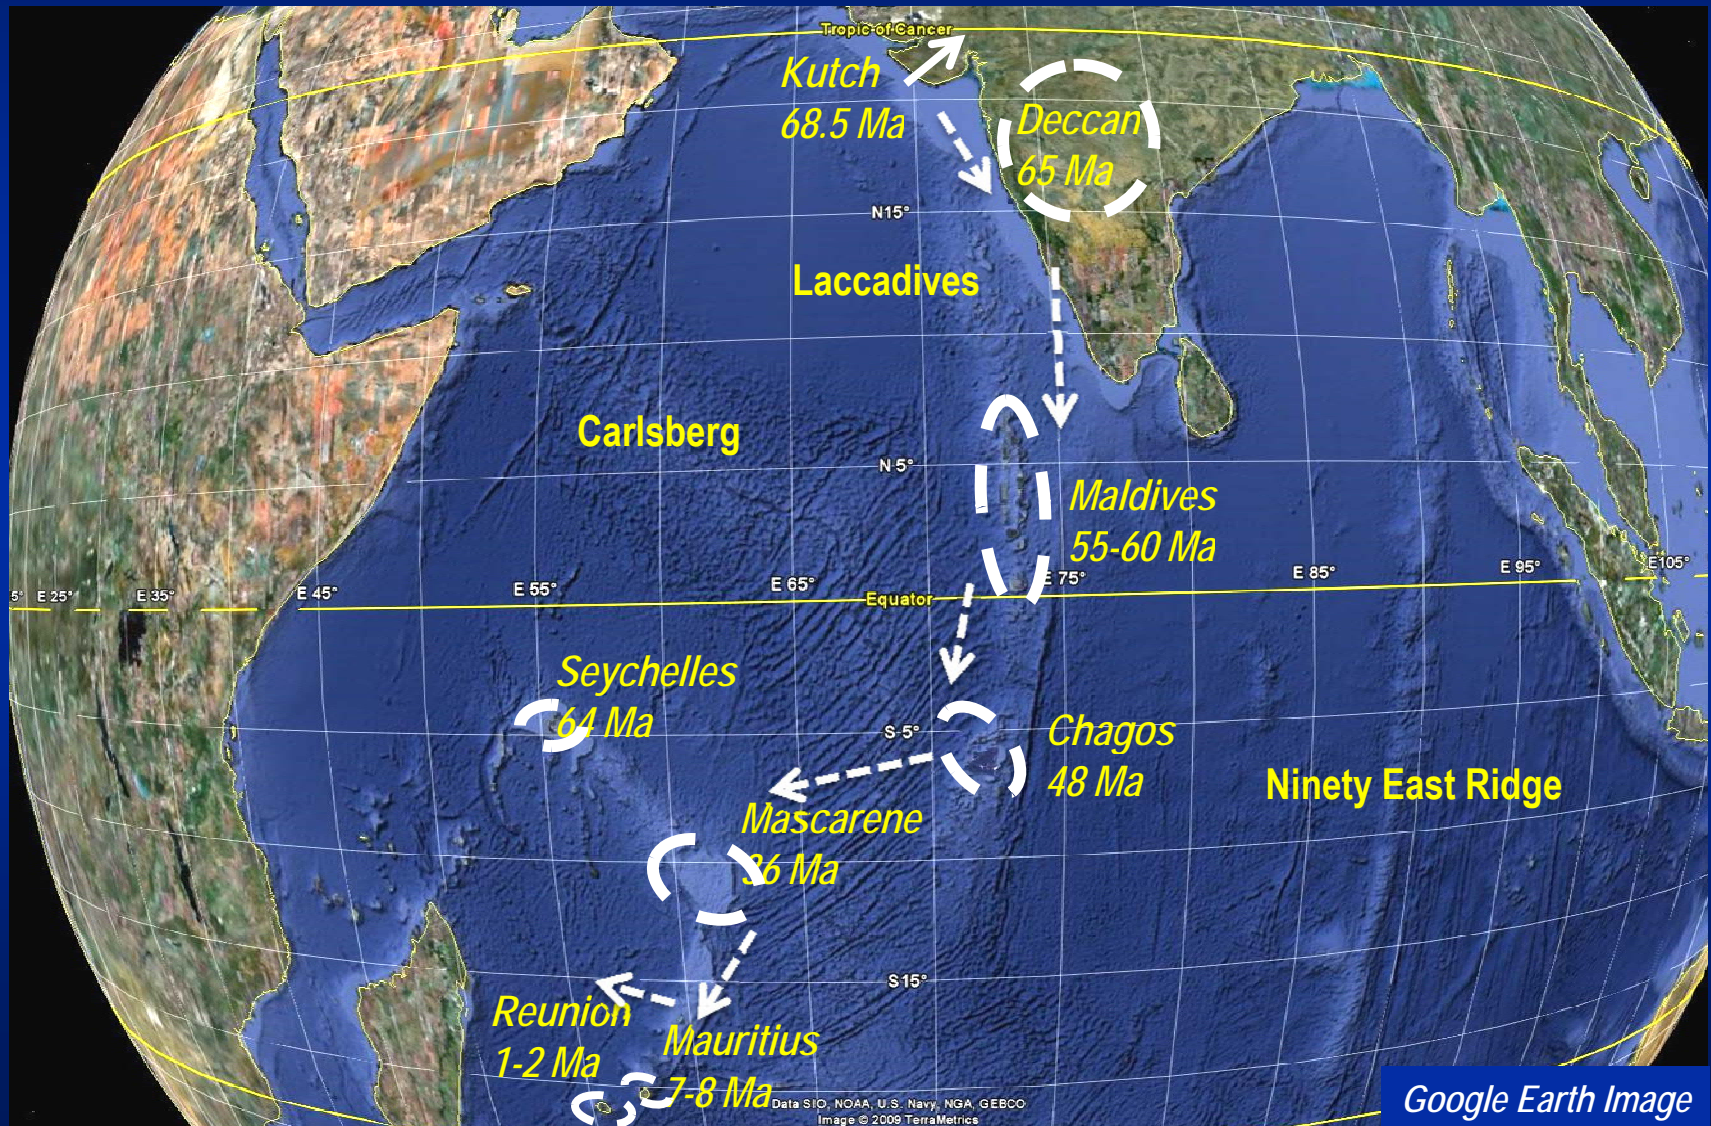 Tropic of Cancer
Kutch
68.5 Ma
Deccan
65 Ma
N15°
Laccadives
Carlsberg
N 5°
Maldives
55-60 Ma
5°
E 25°
E 35°
E 45°
E 55°
E 65°
E 75°
E 85°
E 95°
E105°
Equator
Seychelles
64 Ma
S 5°
Chagos
48 Ma
Ninety East Ridge
Mascarene
36 Ma
S15°
Reunion
1-2 Ma
Mauritius
7-8 Ma
Data SIO, NOAA, U.S. Navy, NGA, GEBCO
Image © 2009 TerraMetrics
Google Earth Image